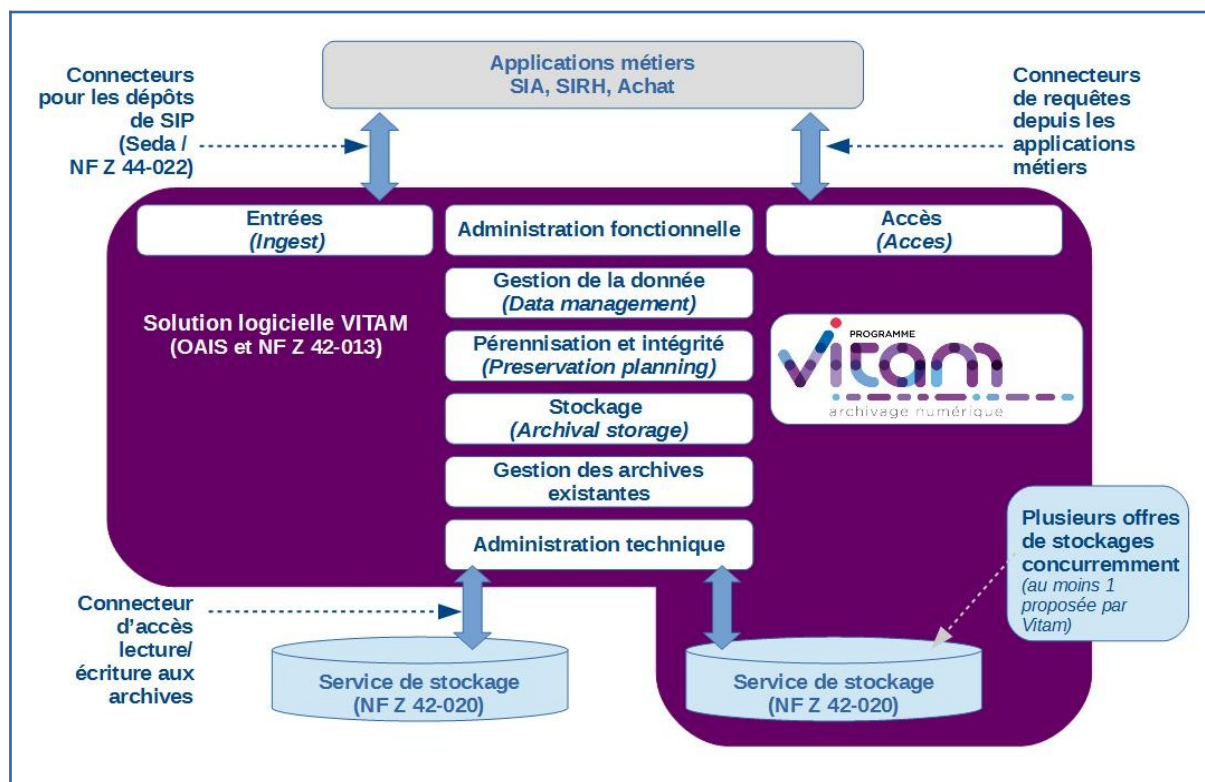 Applications métiers
SIA, SIRH, Achat
Connecteurs
pour les dépôts
de SIP
(Seda /
NF Z 44-022)
Connecteurs
de requêtes
depuis les
applications
métiers
Entrées
(Ingest)
Administration fonctionnelle
Accès
(Acces)
Gestion de la donnée
(Data management)
Solution logicielle VITAM
(OAIS et NF Z 42-013)
Pérennisation et intégrité
(Preservation planning)
PROGRAMME
vitam
archivage numérique
Stockage
(Archival storage)
Gestion des archives
existantes
Administration technique
Plusieurs offres
de stockages
concurremment
(au moins 1
proposée par
Vitam)
Connecteur
d’accès
lecture/
écriture aux
archives
Service de stockage
(NF Z 42-020)
Service de stockage
(NF Z 42-020)